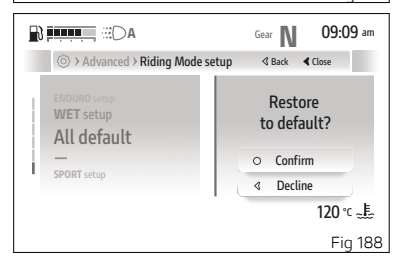 A Gear N 09:09 am
Advanced > Riding Mode setup Back Close
ENDURO setup
WET setup
All default
SPORT setup
Restore
to default?
Confirm
Decline
120 °C
Fig 188